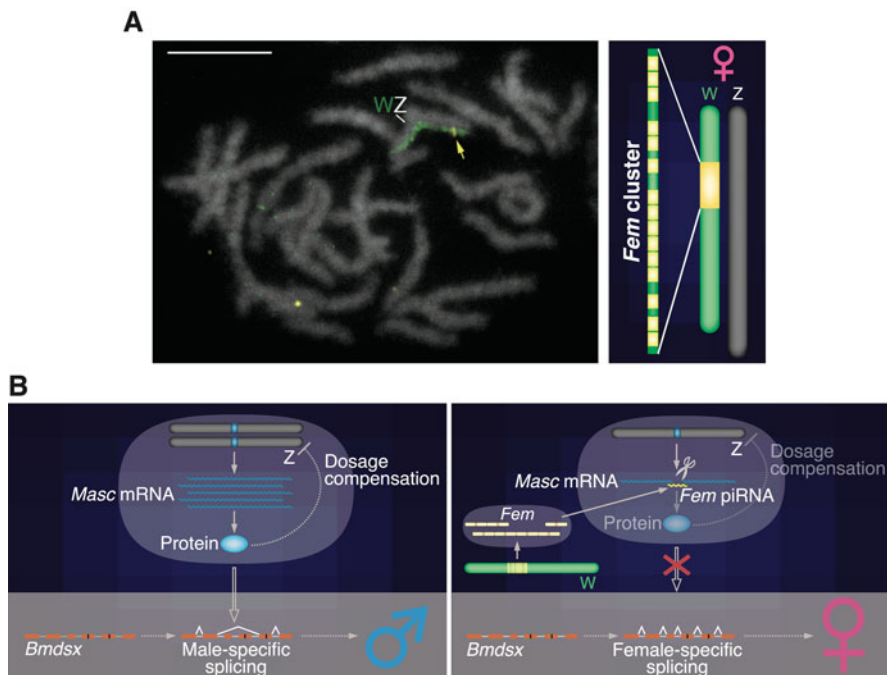 A
WZ
Fem cluster
♀
W
Z
B
Z
Dosage
compensation
Masc mRNA
Protein
Bmdsx
Male-specific
splicing
♂
Z
Dosage
compensation
Masc mRNA
Fem piRNA
Fem
Protein
W
Bmdsx
Female-specific
splicing
♀